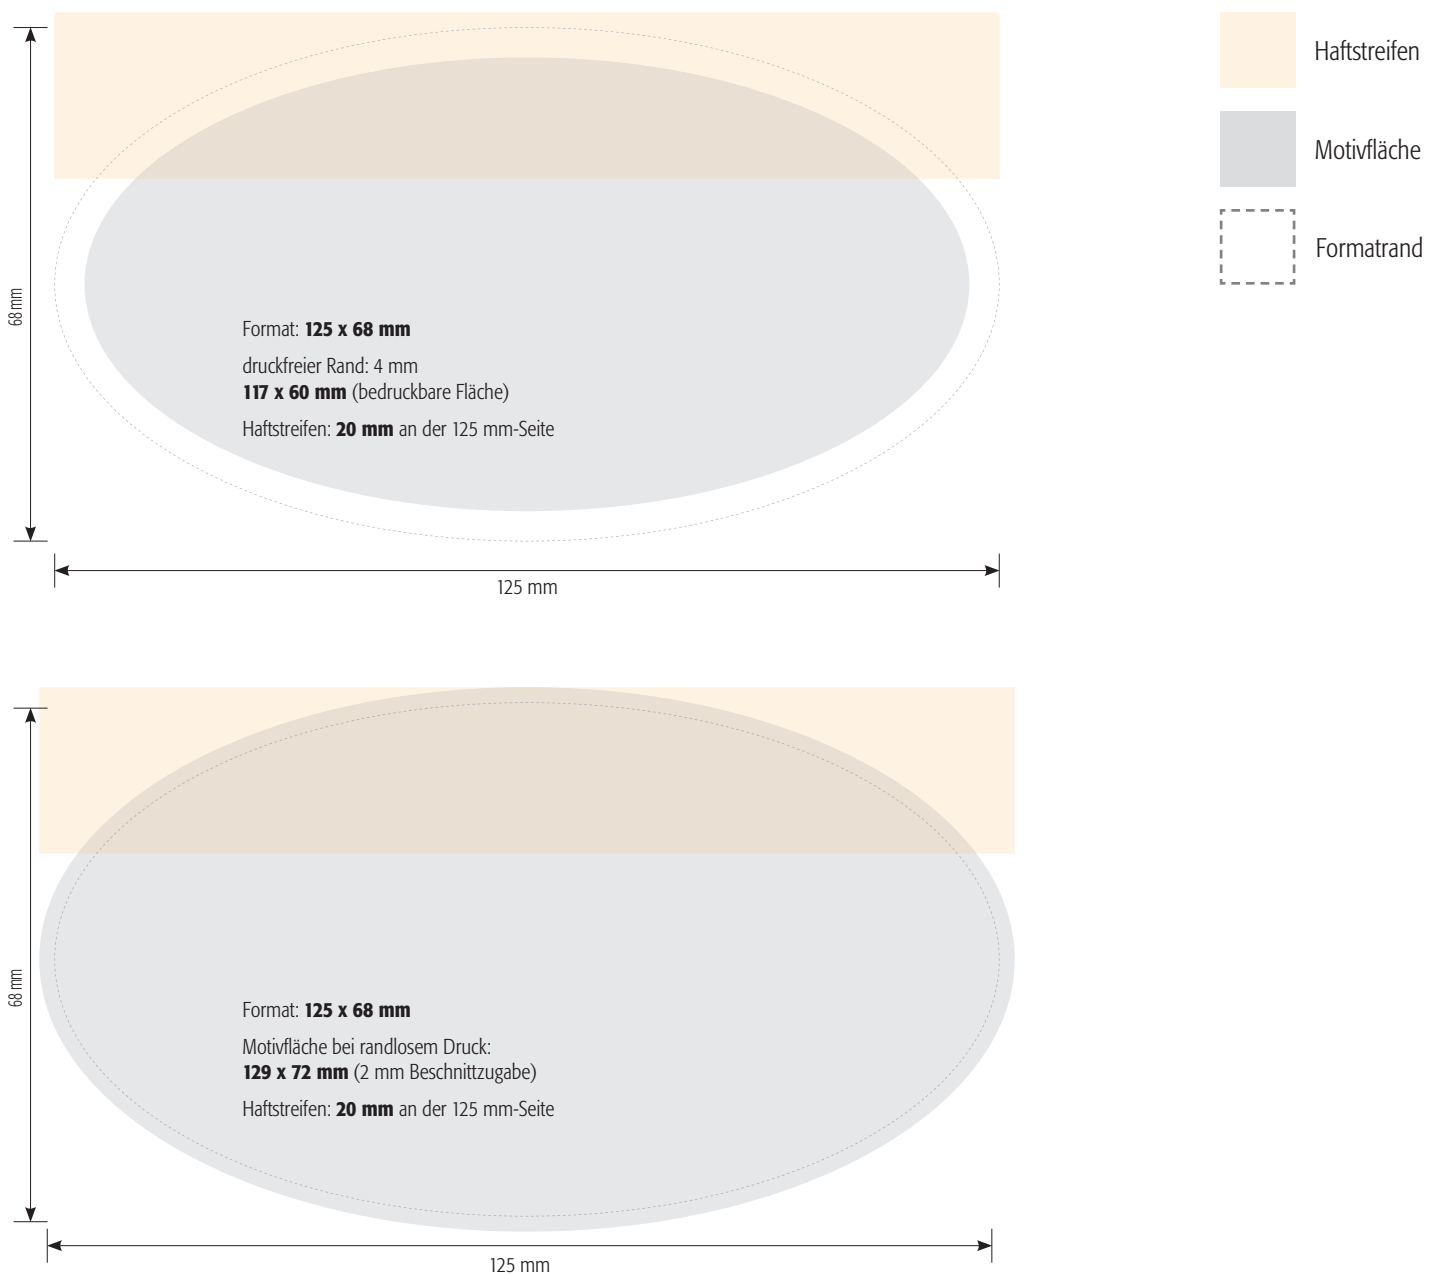 Haftstreifen
Motivfläche
Formatrand
68 mm
Format: 125 x 68 mm
druckfreier Rand: 4 mm
117 x 60 mm (bedruckbare Fläche)
Haftstreifen: 20 mm an der 125 mm-Seite
125 mm
68 mm
Format: 125 x 68 mm
Motivfläche bei randlosem Druck:
129 x 72 mm (2 mm Beschnittzugabe)
Haftstreifen: 20 mm an der 125 mm-Seite
125 mm